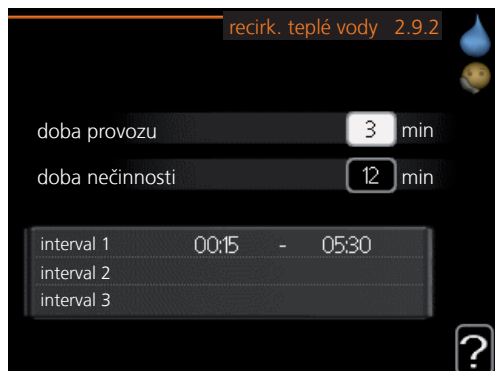 recirk. teplé vody 2.9.2
doba provozu 3 min
doba nečinnosti 12 min
interval 1 00:15 - 05:30
interval 2
interval 3
?